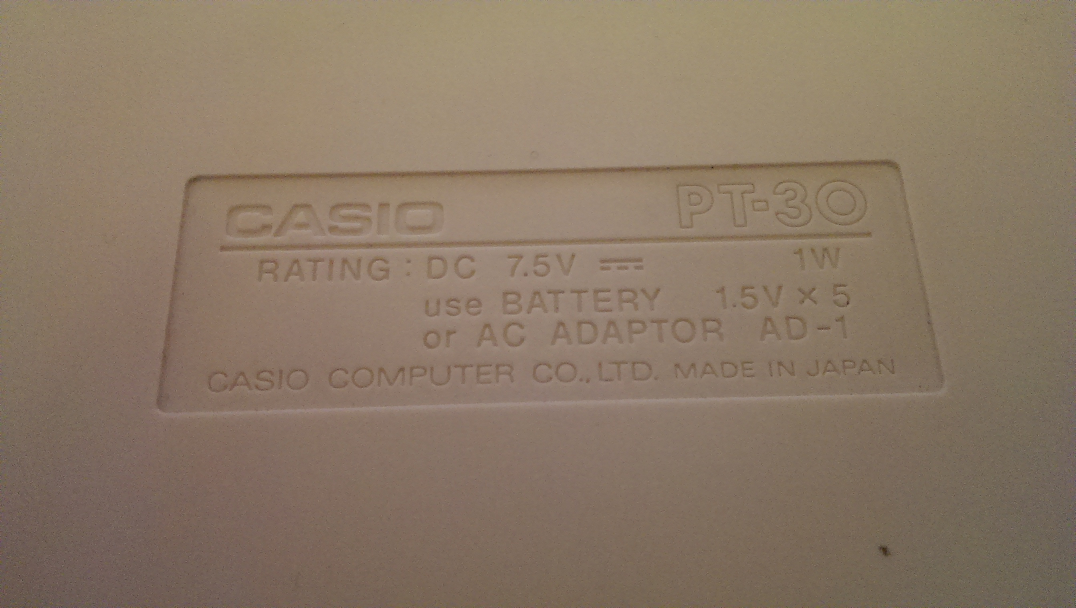 CASIO PT-30
RATING : DC 7.5V ⎓ 1W
use BATTERY 1.5V × 5
or AC ADAPTOR AD-1
CASIO COMPUTER CO., LTD. MADE IN JAPAN